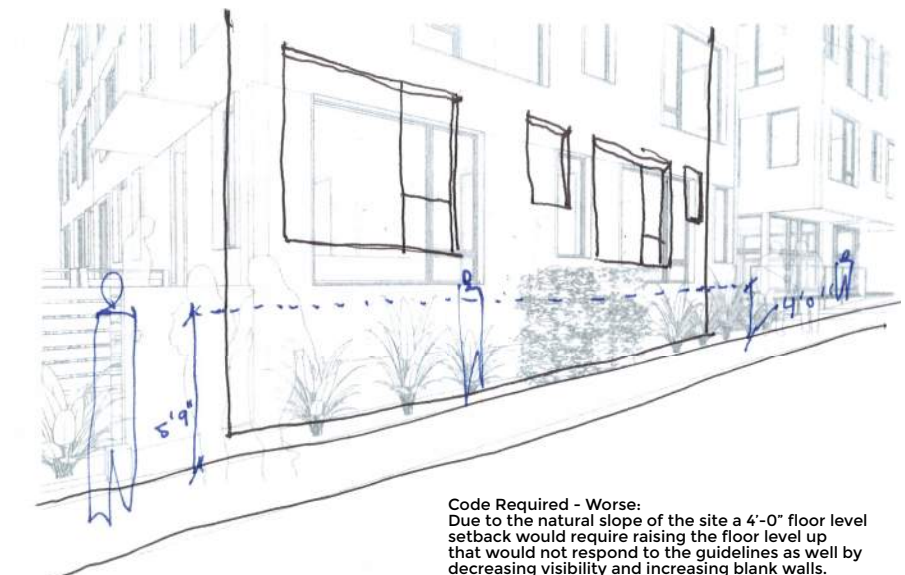 4'0"
5'9"
Code Required - Worse:
Due to the natural slope of the site a 4’-0” floor level
setback would require raising the floor level up
that would not respond to the guidelines as well by
decreasing visibility and increasing blank walls.